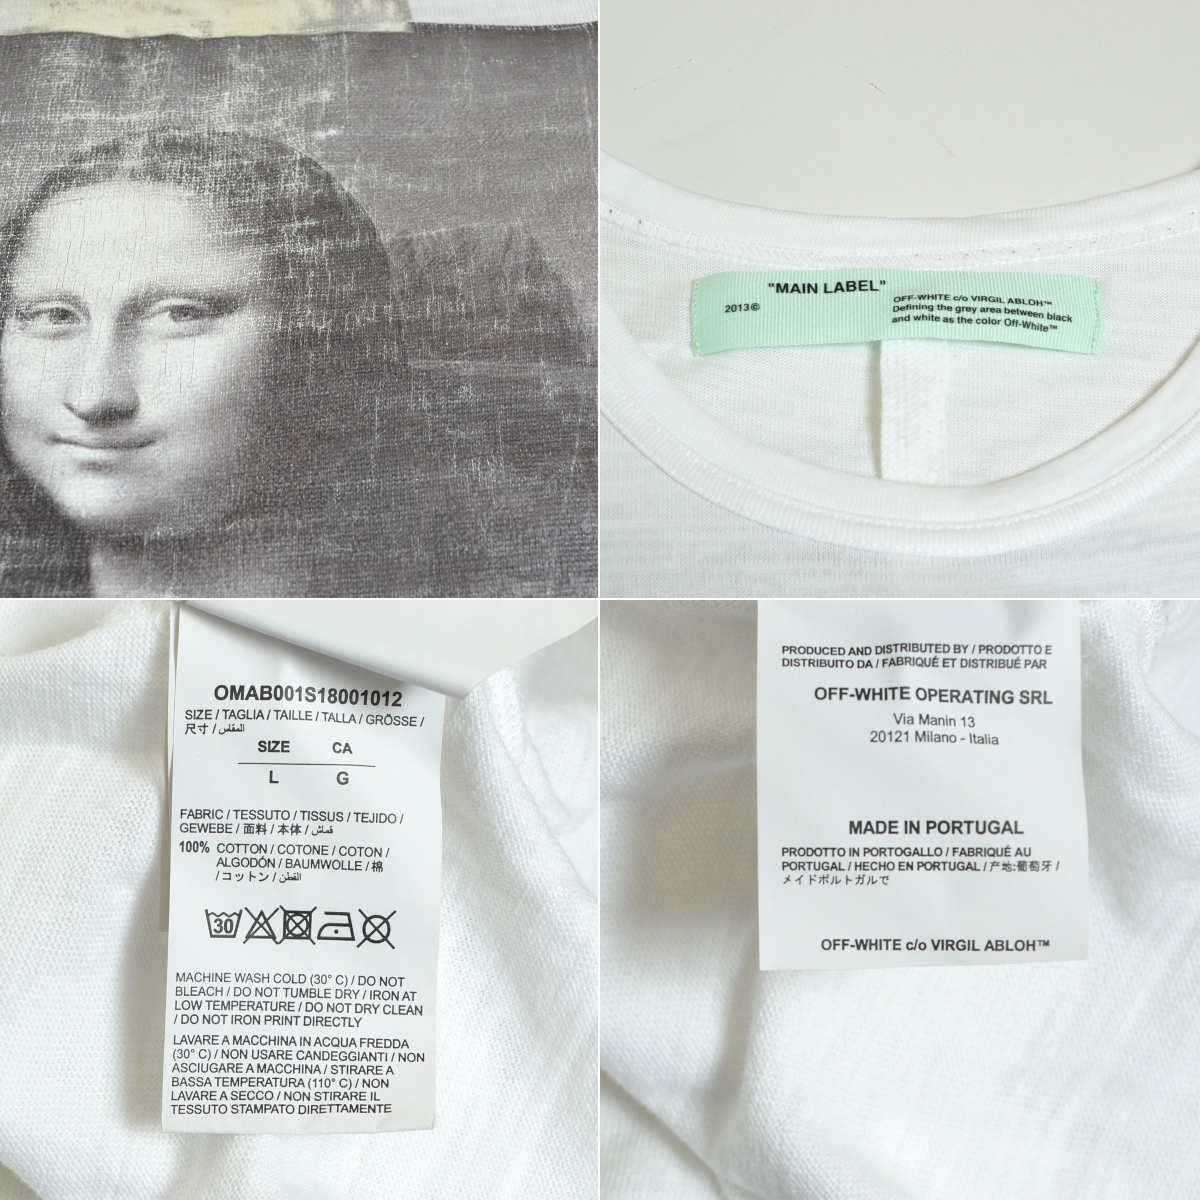 "MAIN LABEL"
2013©
OFF-WHITE c/o VIRGIL ABLOH™
Defining the grey area between black
and white as the color Off-White™
OMAB001S18001012
SIZE / TAGLIA / TAILLE / TALLA / GRÖSSE /
尺寸 / المقاس
SIZE CA
L G
FABRIC / TESSUTO / TISSUS / TEJIDO /
GEWEBE / 面料 / 本体 / قماش
100% COTTON / COTONE / COTON /
ALGODÓN / BAUMWOLLE / 棉
/ コットン / القطن
30
MACHINE WASH COLD (30° C) / DO NOT
BLEACH / DO NOT TUMBLE DRY / IRON AT
LOW TEMPERATURE / DO NOT DRY CLEAN
/ DO NOT IRON PRINT DIRECTLY
LAVARE A MACCHINA IN ACQUA FREDDA
(30° C) / NON USARE CANDEGGIANTI / NON
ASCIUGARE A MACCHINA / STIRARE A
BASSA TEMPERATURA (110° C) / NON
LAVARE A SECCO / NON STIRARE IL
TESSUTO STAMPATO DIRETTAMENTE
PRODUCED AND DISTRIBUTED BY / PRODOTTO E
DISTRIBUITO DA / FABRIQUÉ ET DISTRIBUÉ PAR
OFF-WHITE OPERATING SRL
Via Manin 13
20121 Milano - Italia
MADE IN PORTUGAL
PRODOTTO IN PORTOGALLO / FABRIQUÉ AU
PORTUGAL / HECHO EN PORTUGAL / 产地:葡萄牙 /
メイドポルトガルで
OFF-WHITE c/o VIRGIL ABLOH™